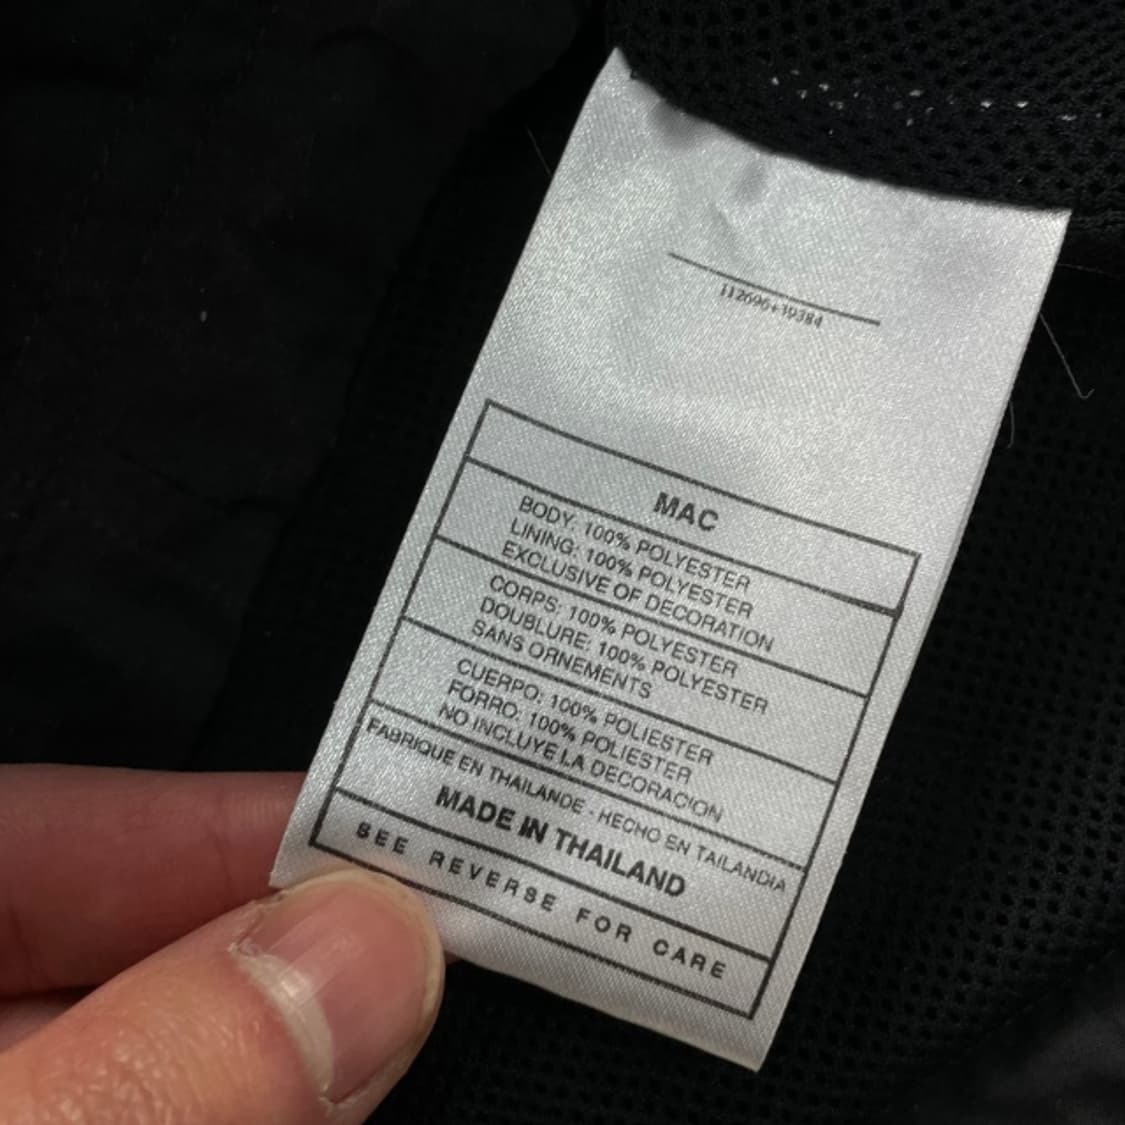 112696+39384
MAC
BODY: 100% POLYESTER
LINING: 100% POLYESTER
EXCLUSIVE OF DECORATION
CORPS: 100% POLYESTER
DOUBLURE: 100% POLYESTER
SANS ORNEMENTS
CUERPO: 100% POLIESTER
FORRO: 100% POLIESTER
NO INCLUYE LA DECORACION
FABRIQUE EN THAILANDE - HECHO EN TAILANDIA
MADE IN THAILAND
SEE REVERSE FOR CARE